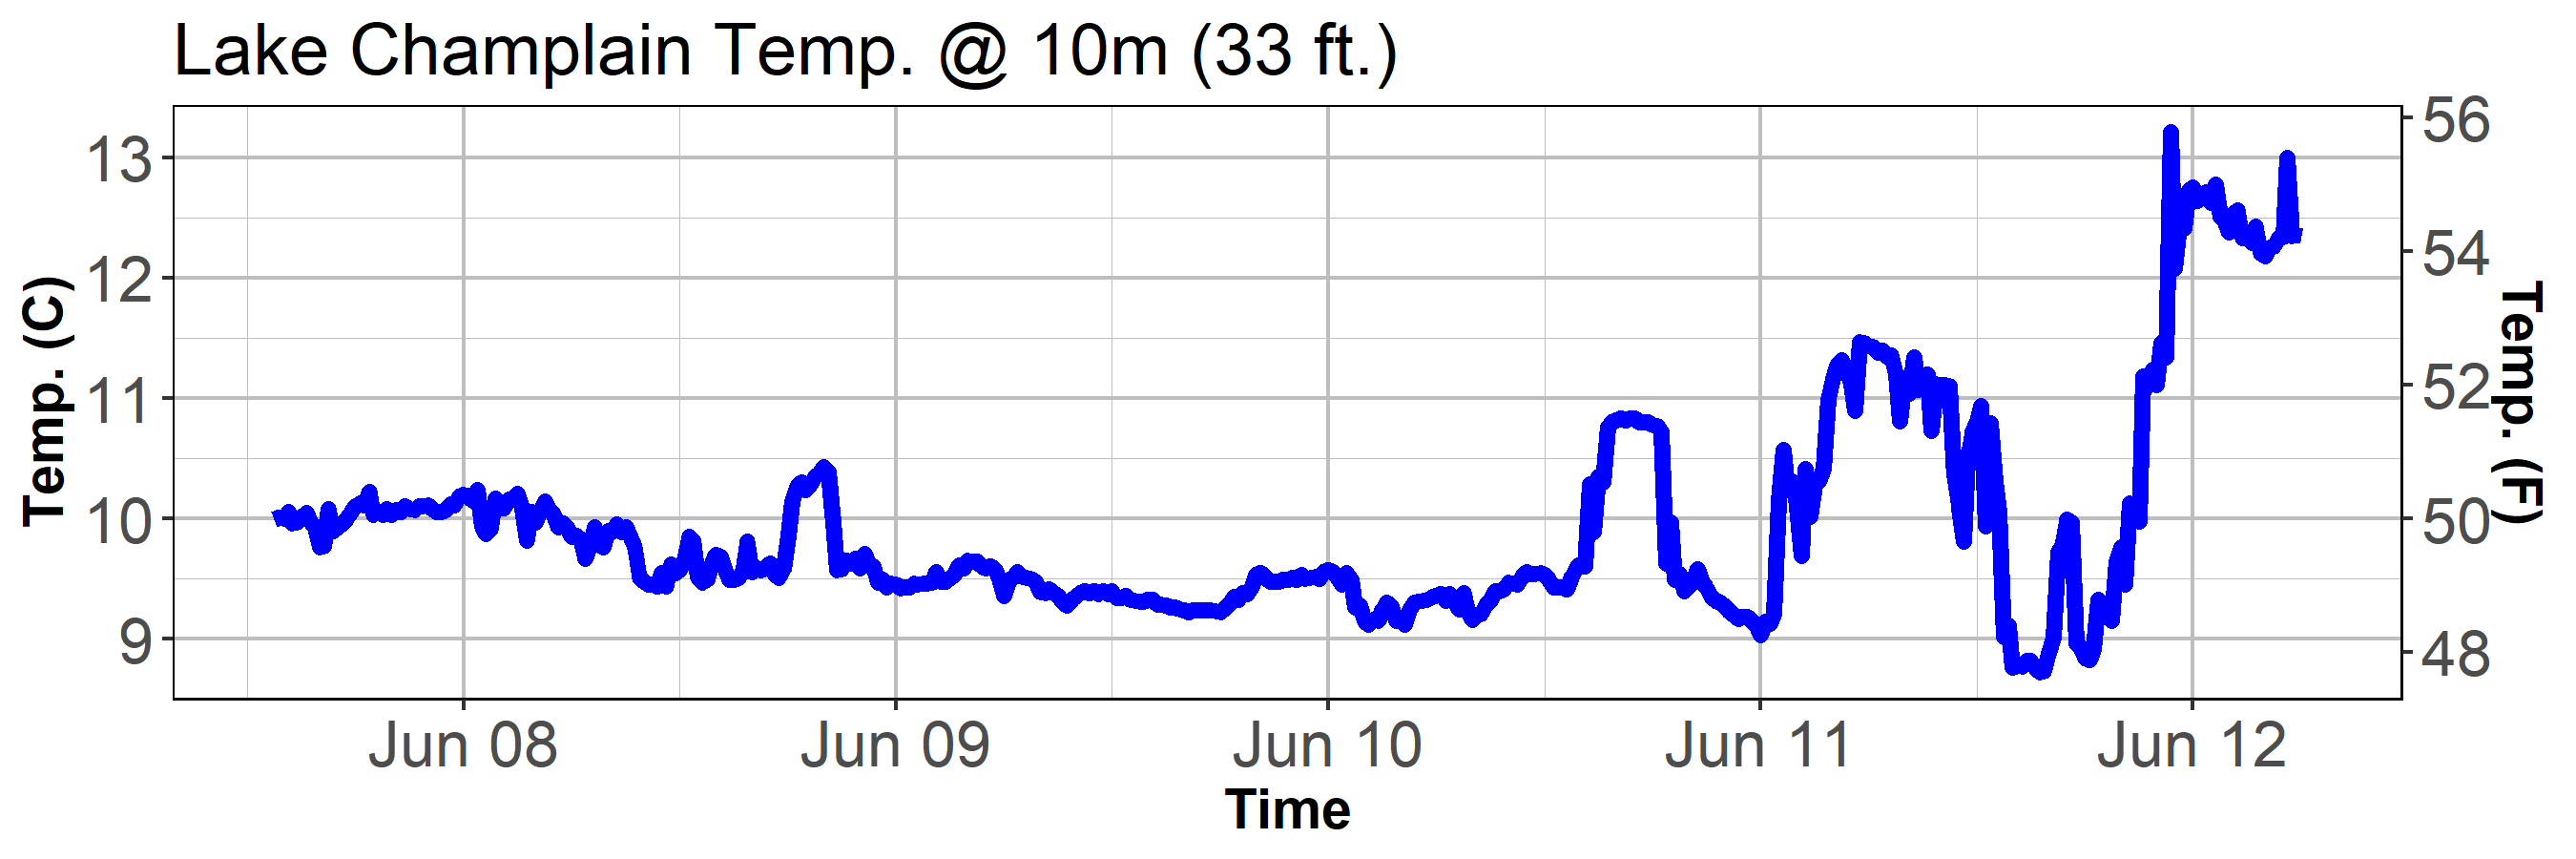 Lake Champlain Temp. @ 10m (33 ft.)
Temp. (C)
13
12
11
10
9
56
54
52
50
48
Temp. (F)
Jun 08 Jun 09 Jun 10 Jun 11 Jun 12
Time